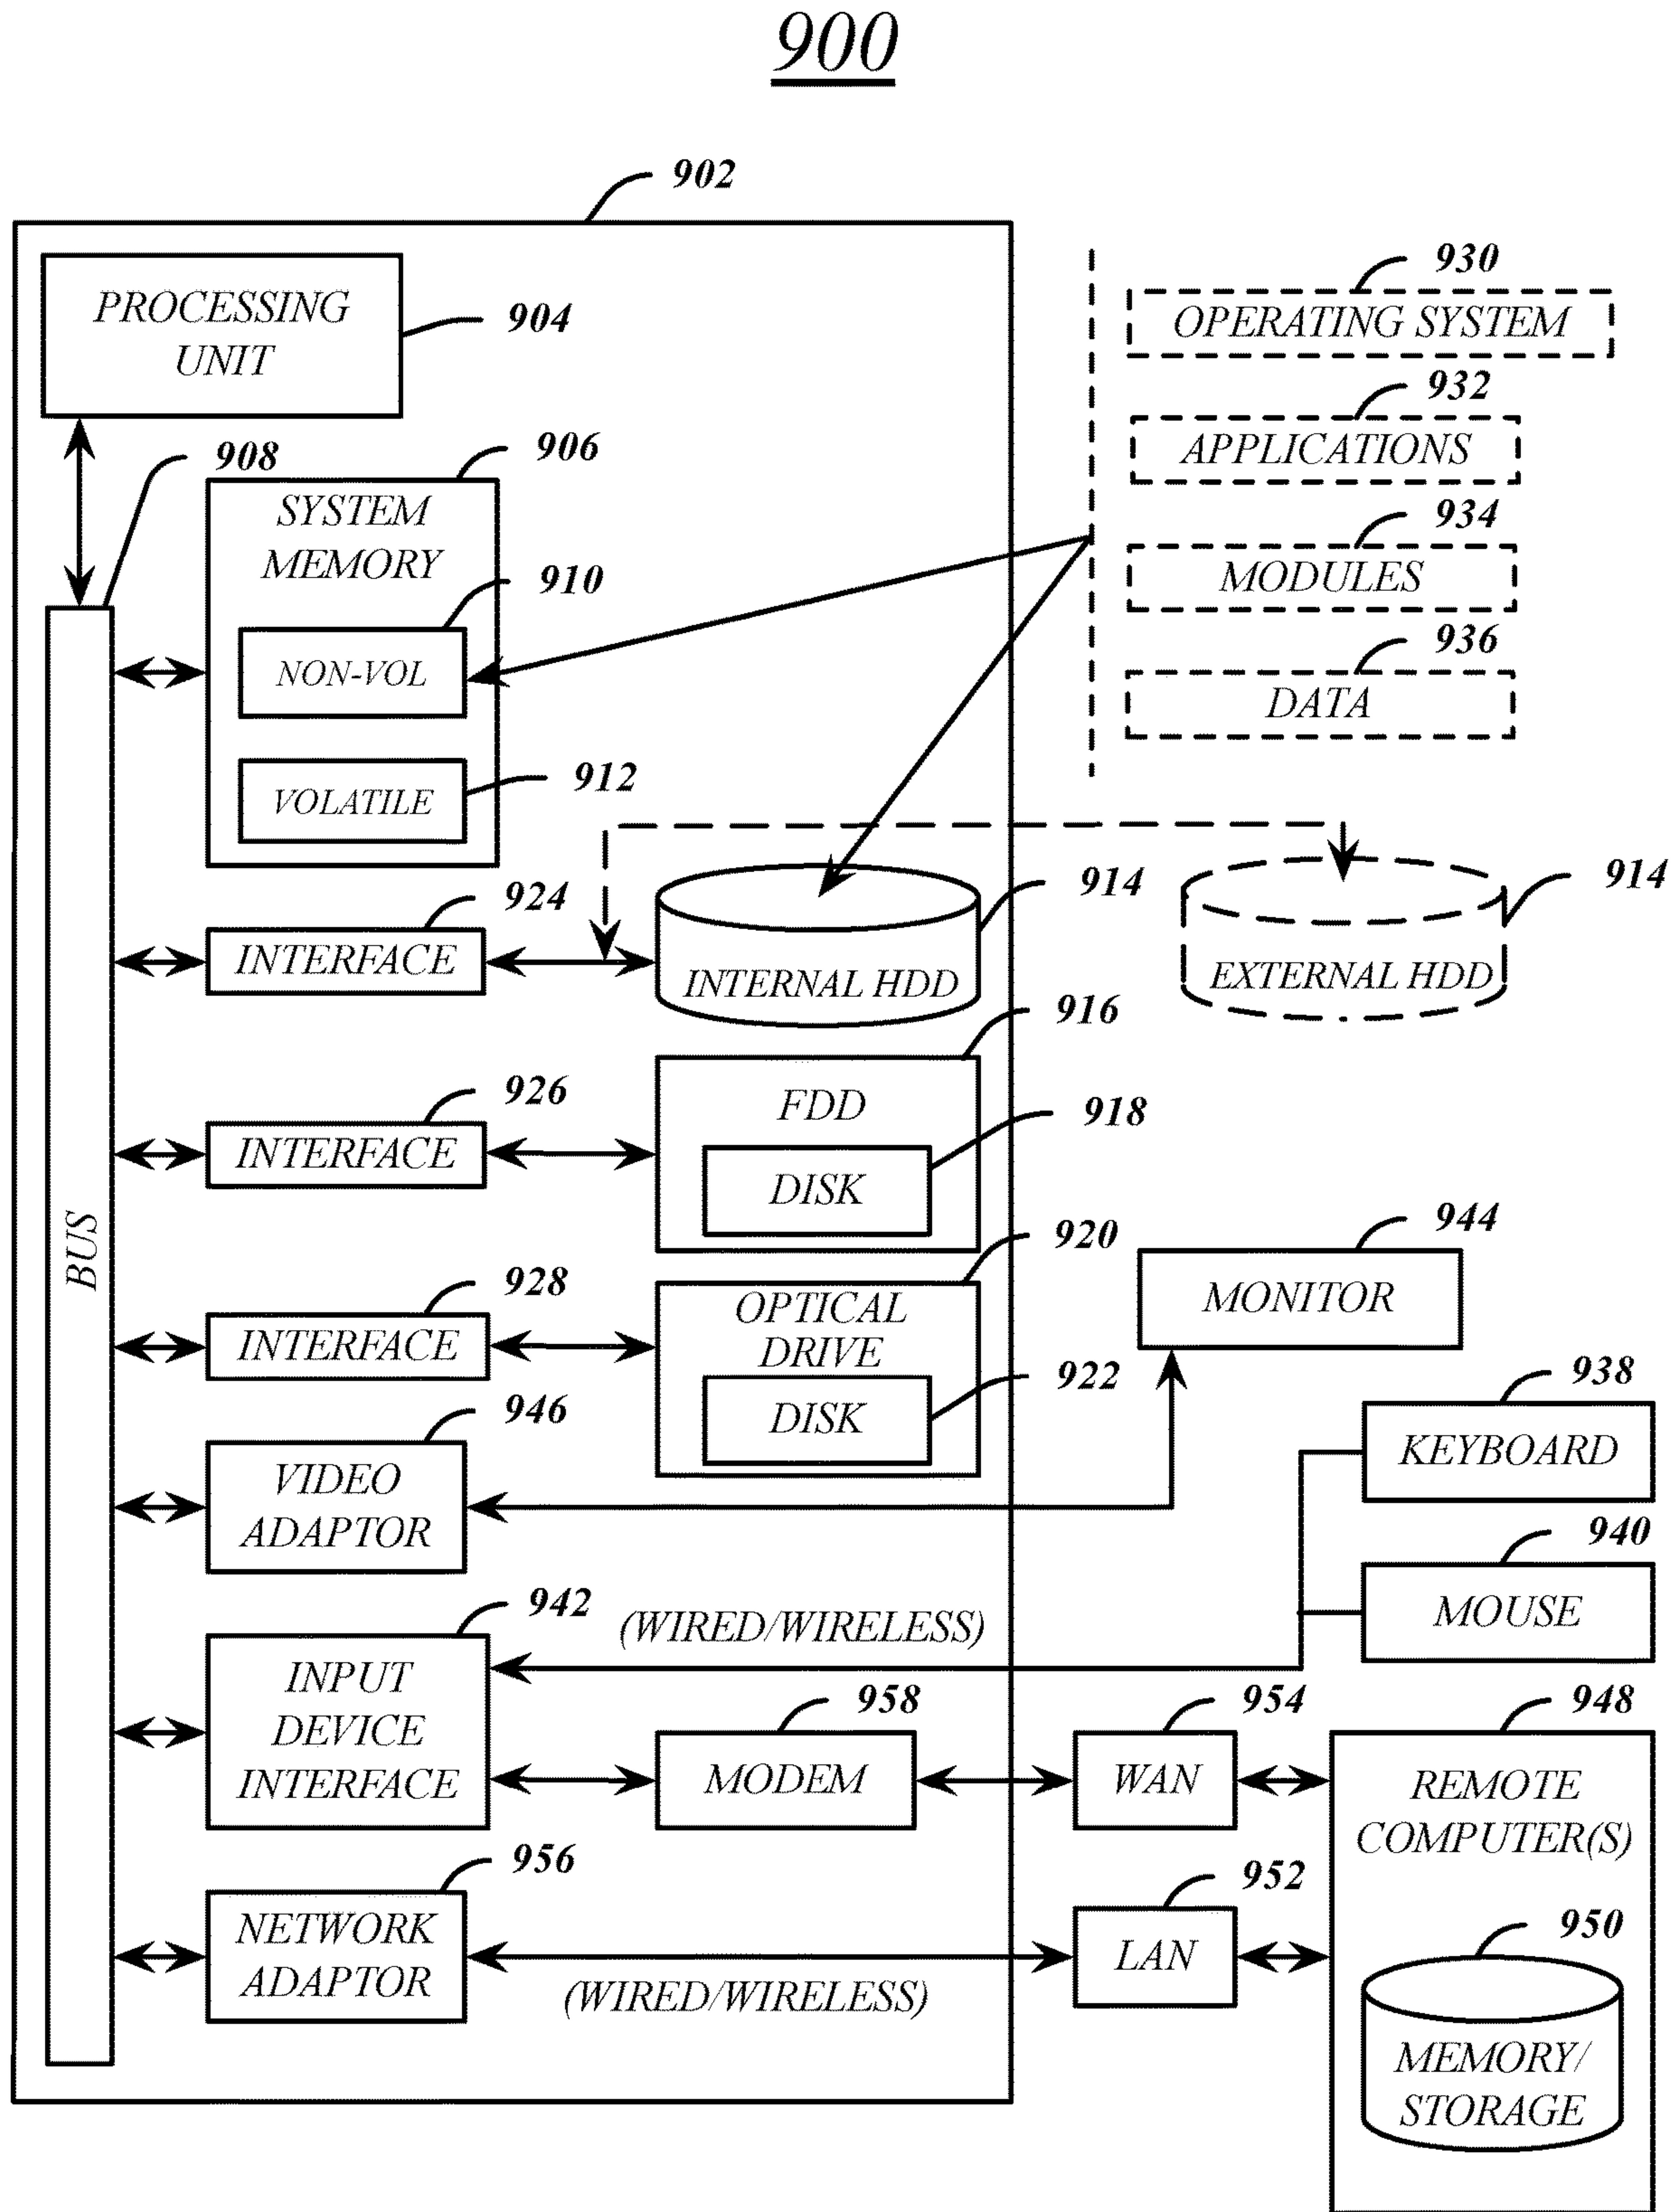 900
902
PROCESSING
UNIT
904
930
OPERATING SYSTEM
932
APPLICATIONS
934
MODULES
936
DATA
908
906
SYSTEM
MEMORY
910
NON-VOL
912
VOLATILE
924
INTERFACE
914
INTERNAL HDD
914
EXTERNAL HDD
926
INTERFACE
916
FDD
918
DISK
BUS
928
INTERFACE
920
OPTICAL
DRIVE
922
DISK
944
MONITOR
946
VIDEO
ADAPTOR
938
KEYBOARD
940
MOUSE
942
INPUT
DEVICE
INTERFACE
(WIRED/WIRELESS)
958
MODEM
954
WAN
948
REMOTE
COMPUTER(S)
956
NETWORK
ADAPTOR
(WIRED/WIRELESS)
952
LAN
950
MEMORY/
STORAGE